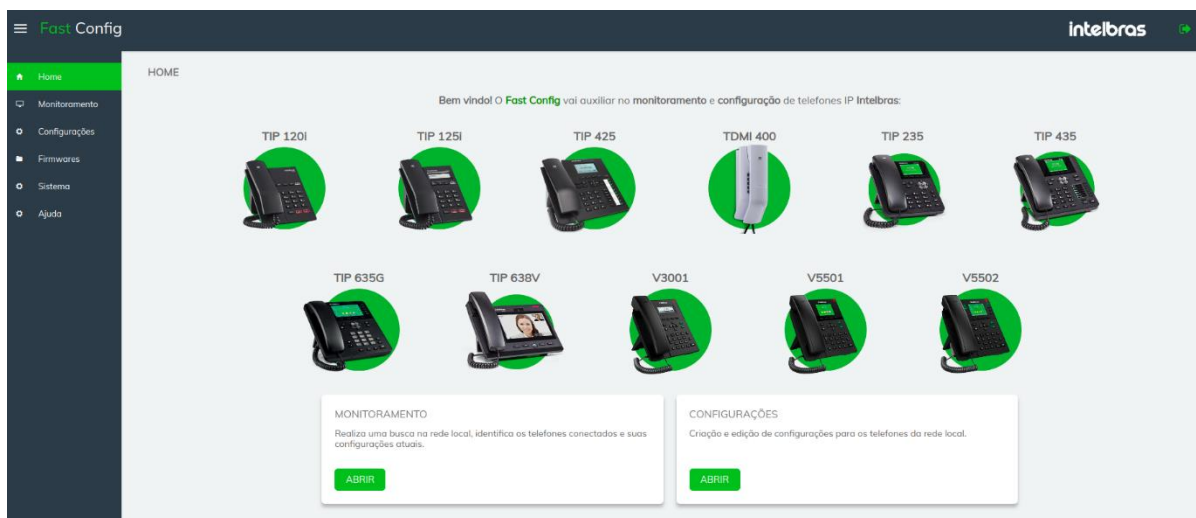 Fast Config
intelbras
Home
Monitoramento
Configurações
Firmwares
Sistema
Ajuda
HOME
Bem vindo! O Fast Config vai auxiliar no monitoramento e configuração de telefones IP Intelbras:
TIP 120i
TIP 125i
TIP 425
TDMI 400
TIP 235
TIP 435
TIP 635G
TIP 638V
V3001
V5501
V5502
MONITORAMENTO
Realiza uma busca na rede local, identifica os telefones conectados e suas
configurações atuais.
ABRIR
CONFIGURAÇÕES
Criação e edição de configurações para os telefones da rede local.
ABRIR